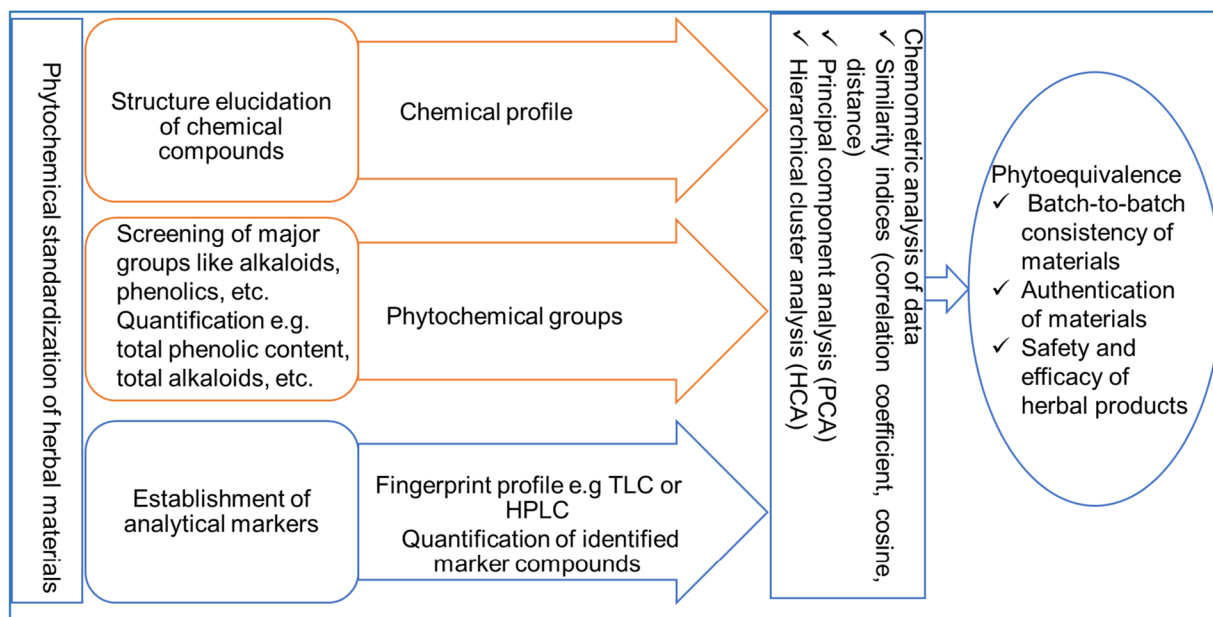 Phytochemical standardization of herbal materials
Structure elucidation
of chemical
compounds
Chemical profile
Screening of major
groups like alkaloids,
phenolics, etc.
Quantification e.g.
total phenolic content,
total alkaloids, etc.
Phytochemical groups
Establishment of
analytical markers
Fingerprint profile e.g TLC or
HPLC
Quantification of identified
marker compounds
Chemometric analysis of data
✓ Similarity indices (correlation coefficient, cosine,
distance)
✓ Principal component analysis (PCA)
✓ Hierarchical cluster analysis (HCA)
Phytoequivalence
✓ Batch-to-batch
consistency of
materials
✓ Authentication
of materials
✓ Safety and
efficacy of
herbal products